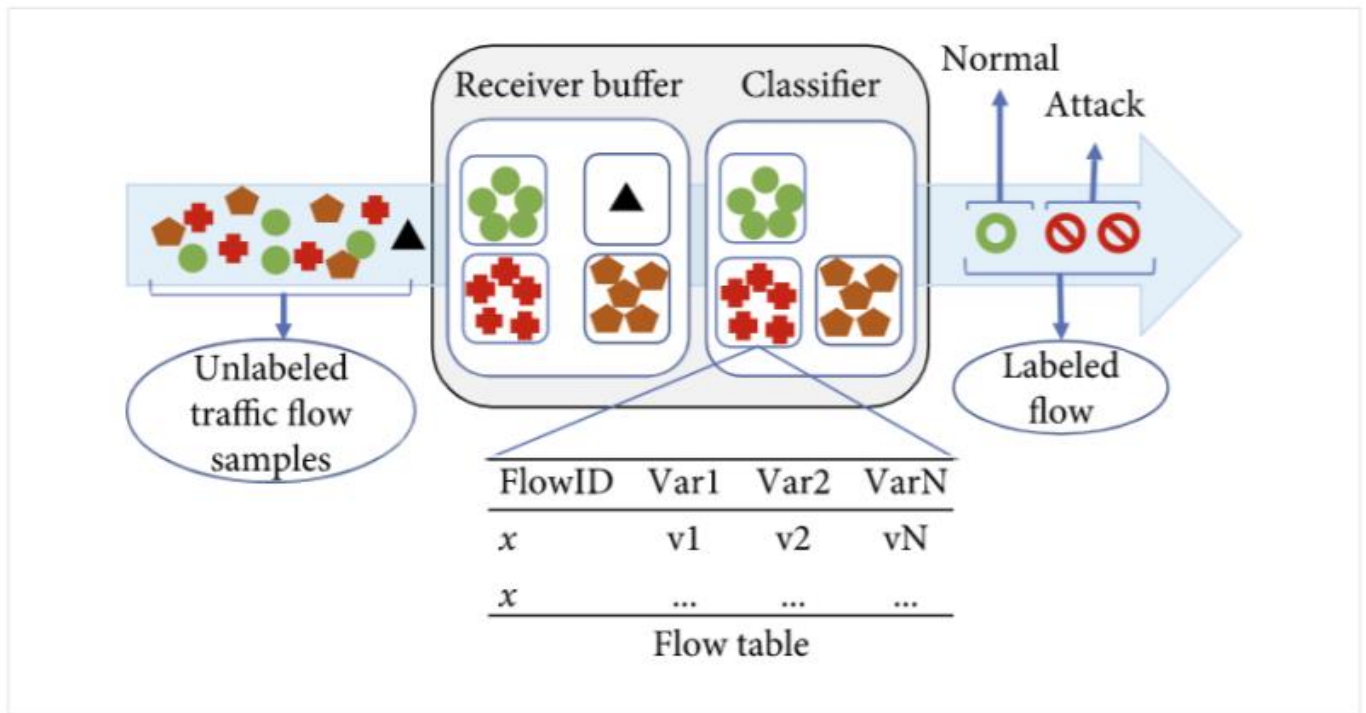 Normal
Attack
Receiver buffer
Classifier
Unlabeled
traffic flow
samples
Labeled
flow
FlowID Var1 Var2 VarN
x v1 v2 vN
x ... ... ...
Flow table